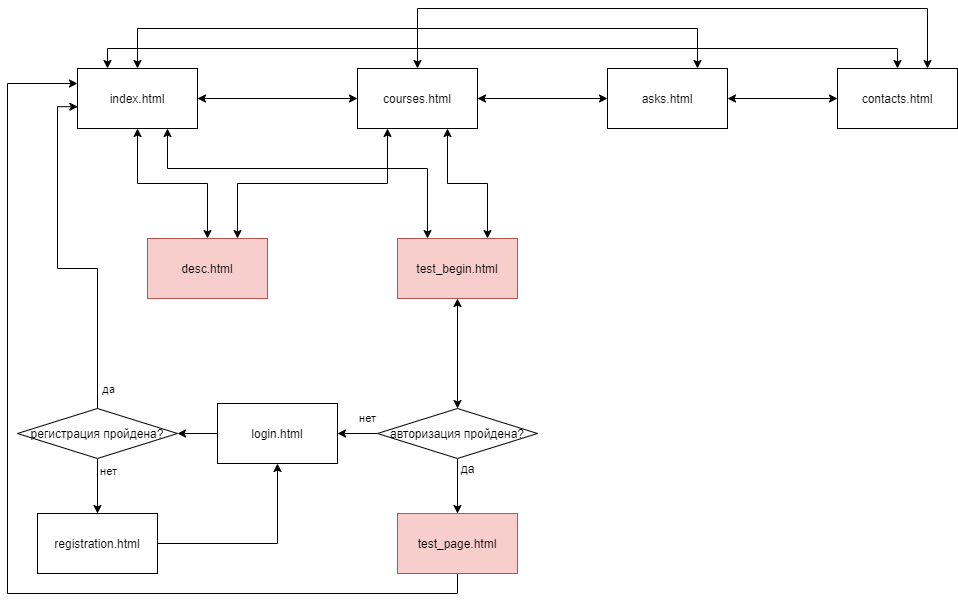 index.html
courses.html
asks.html
contacts.html
desc.html
test_begin.html
да
нет
регистрация пройдена?
login.html
авторизация пройдена?
нет
да
registration.html
test_page.html